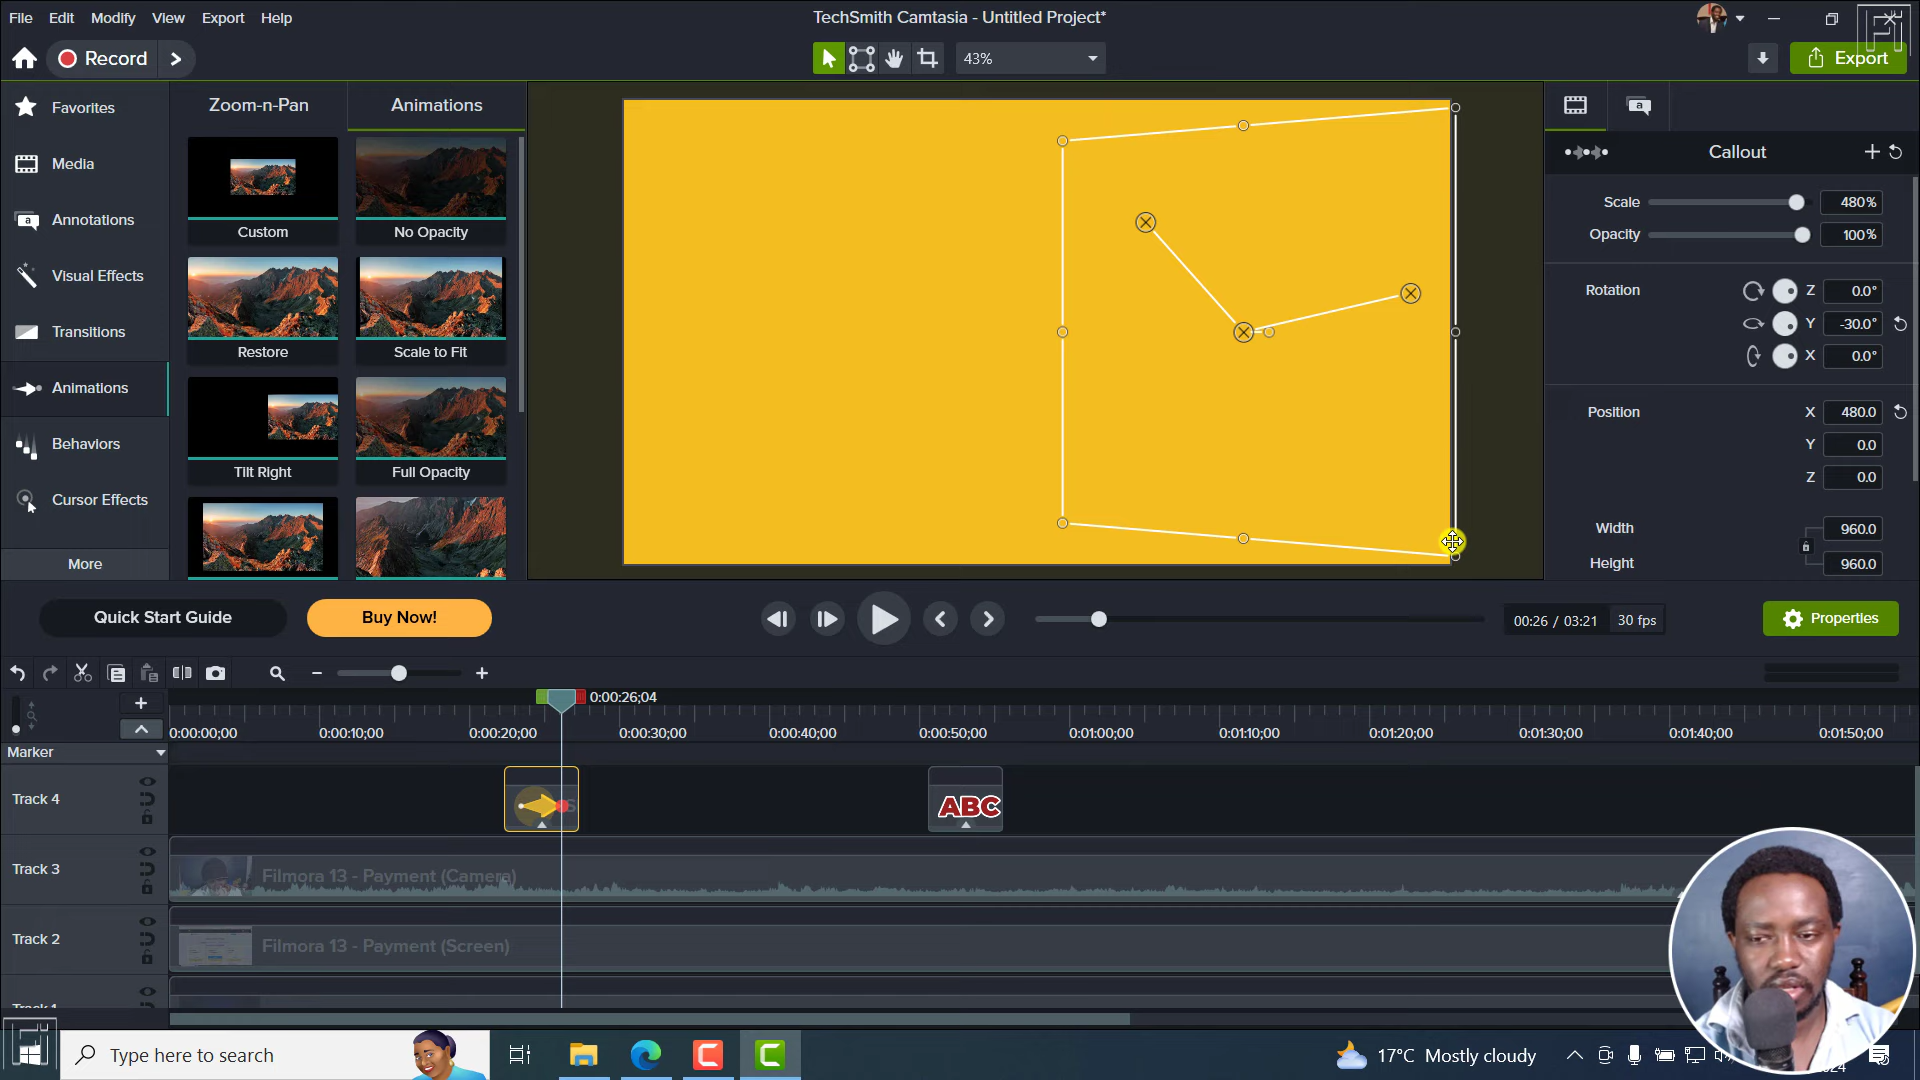 File Edit Modify View Export Help
TechSmith Camtasia - Untitled Project*
Record
43%
Export
Favorites
Media
Annotations
Visual Effects
Transitions
Animations
Behaviors
Cursor Effects
More
Zoom-n-Pan Animations
Custom No Opacity
Restore Scale to Fit
Tilt Right Full Opacity
Callout
Scale 480%
Opacity 100%
Rotation Z 0.0°
Y -30.0°
X 0.0°
Position X 480.0
Y 0.0
Z 0.0
Width 960.0
Height 960.0
Quick Start Guide Buy Now!
00:26 / 03:21 30 fps
Properties
0:00:26;04
0:00:00;00 0:00:10;00 0:00:20;00 0:00:30;00 0:00:40;00 0:00:50;00 0:01:00;00 0:01:10;00 0:01:20;00 0:01:30;00 0:01:40;00 0:01:50;00
Marker
Track 4
ABC
Track 3
Filmora 13 - Payment (Camera)
Track 2
Filmora 13 - Payment (Screen)
Track 1
Type here to search
17°C Mostly cloudy